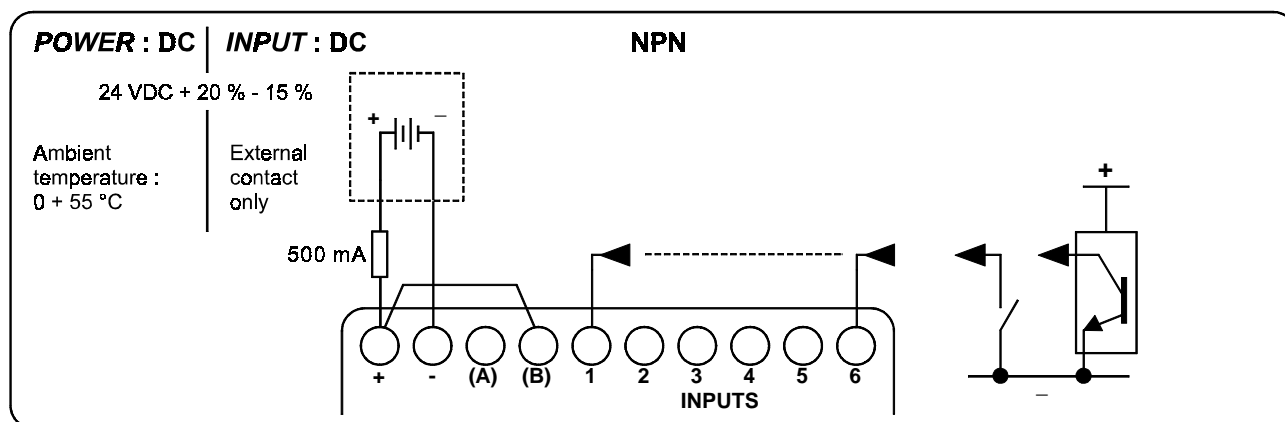 POWER : DC INPUT : DC NPN
24 VDC + 20 % - 15 %
+ –
Ambient
temperature :
0 + 55 °C
External
contact
only
+
500 mA
+ - (A) (B) 1 2 3 4 5 6
INPUTS
–